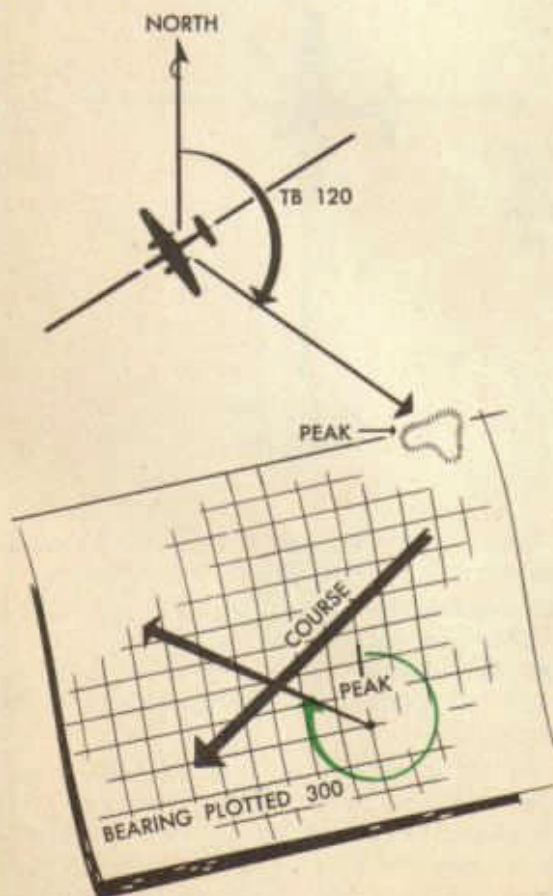 NORTH
TB 120
PEAK
COURSE
PEAK
BEARING PLOTTED 300